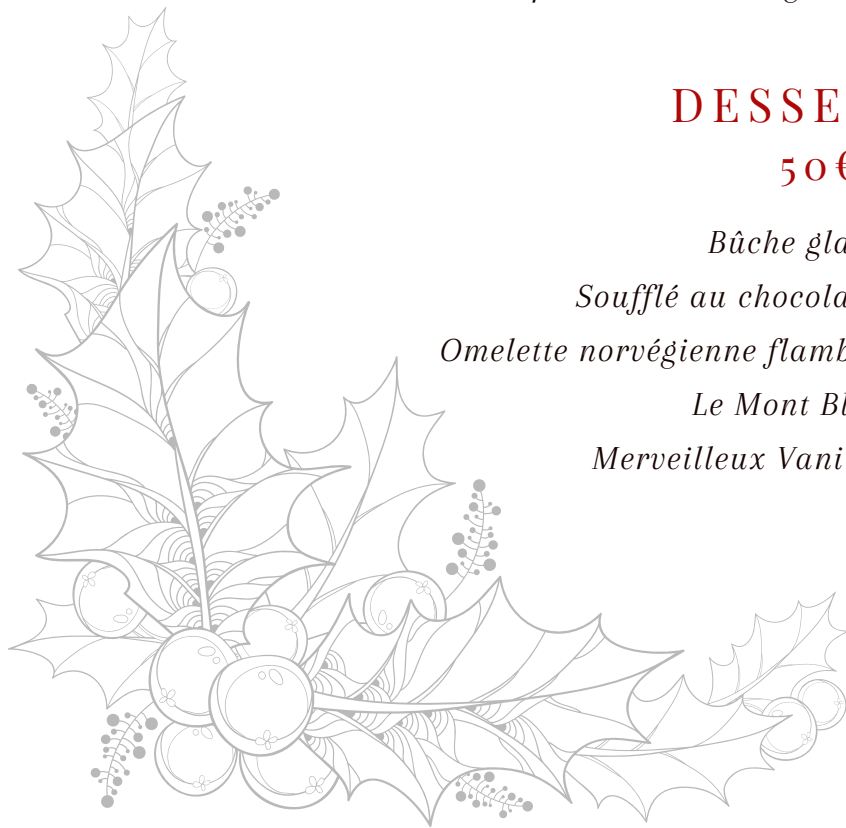 DESSE
50€
Bûche gla
Soufflé au chocola
Omelette norvégienne flamb
Le Mont Bl
Merveilleux Vani